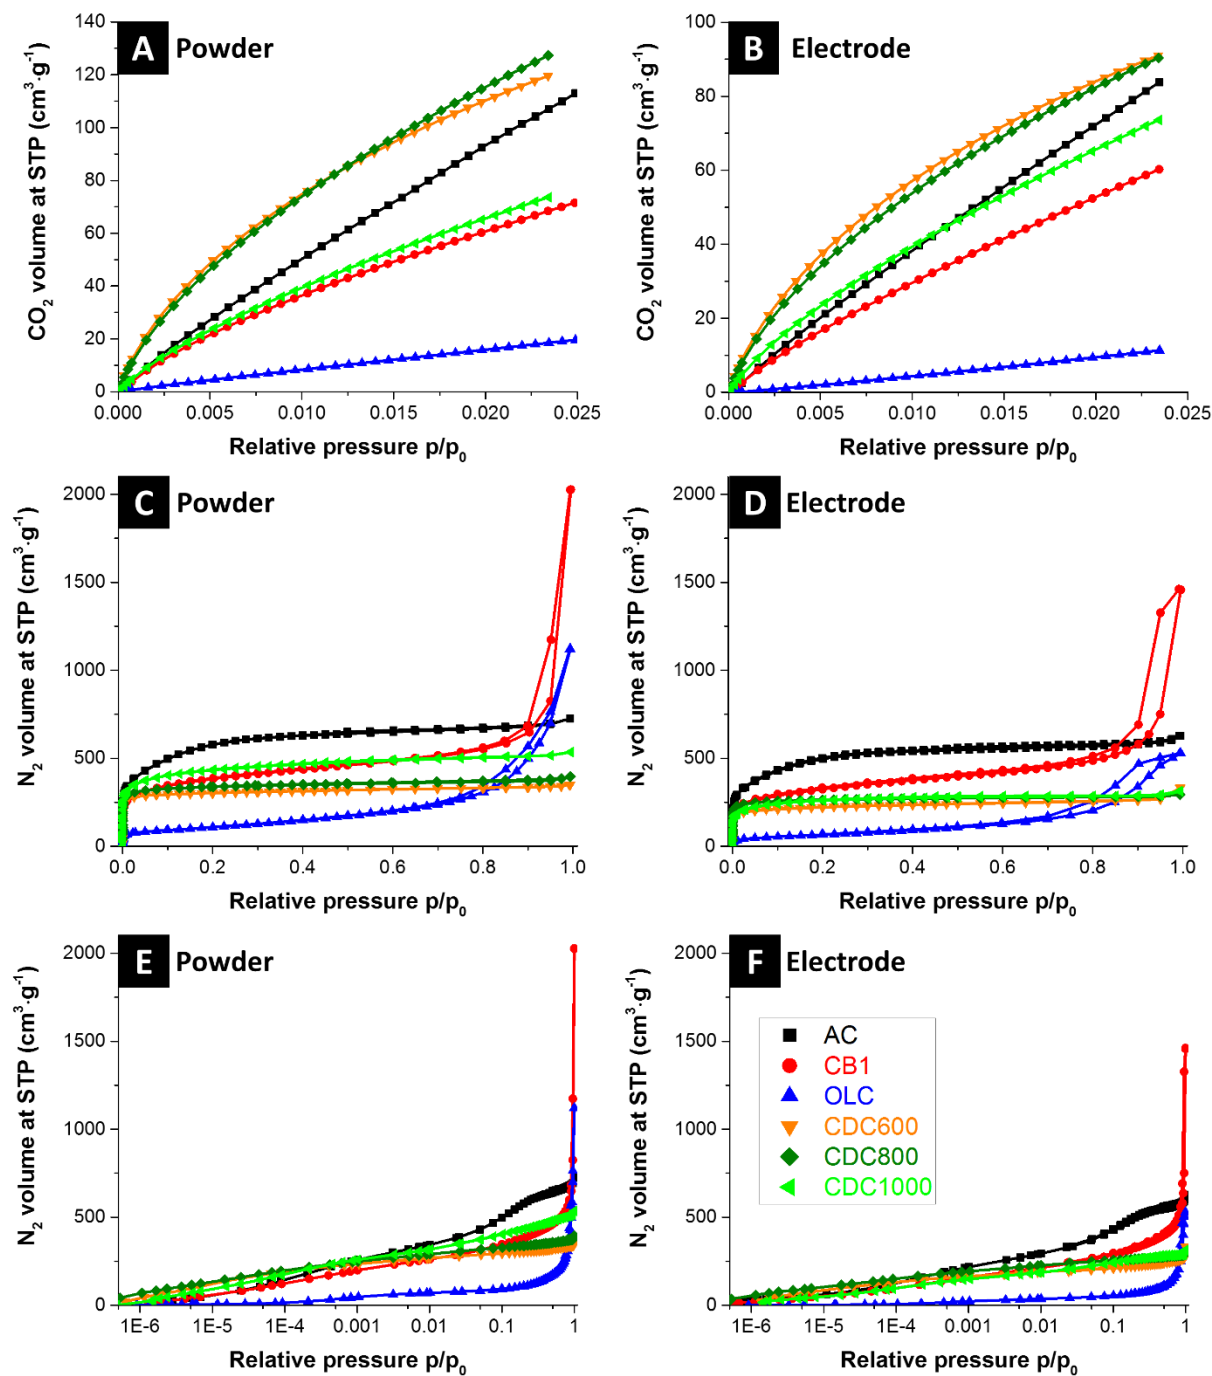 A Powder
CO₂ volume at STP (cm³·g⁻¹)
140
120
100
80
60
40
20
0
0.000 0.005 0.010 0.015 0.020 0.025
Relative pressure p/p₀
B Electrode
CO₂ volume at STP (cm³·g⁻¹)
100
80
60
40
20
0
0.000 0.005 0.010 0.015 0.020 0.025
Relative pressure p/p₀
C Powder
N₂ volume at STP (cm³·g⁻¹)
2000
1500
1000
500
0
0.0 0.2 0.4 0.6 0.8 1.0
Relative pressure p/p₀
D Electrode
N₂ volume at STP (cm³·g⁻¹)
2000
1500
1000
500
0
0.0 0.2 0.4 0.6 0.8 1.0
Relative pressure p/p₀
E Powder
N₂ volume at STP (cm³·g⁻¹)
2000
1500
1000
500
0
1E-6 1E-5 1E-4 0.001 0.01 0.1 1
Relative pressure p/p₀
F Electrode
N₂ volume at STP (cm³·g⁻¹)
2000
1500
1000
500
0
AC
CB1
OLC
CDC600
CDC800
CDC1000
1E-6 1E-5 1E-4 0.001 0.01 0.1 1
Relative pressure p/p₀